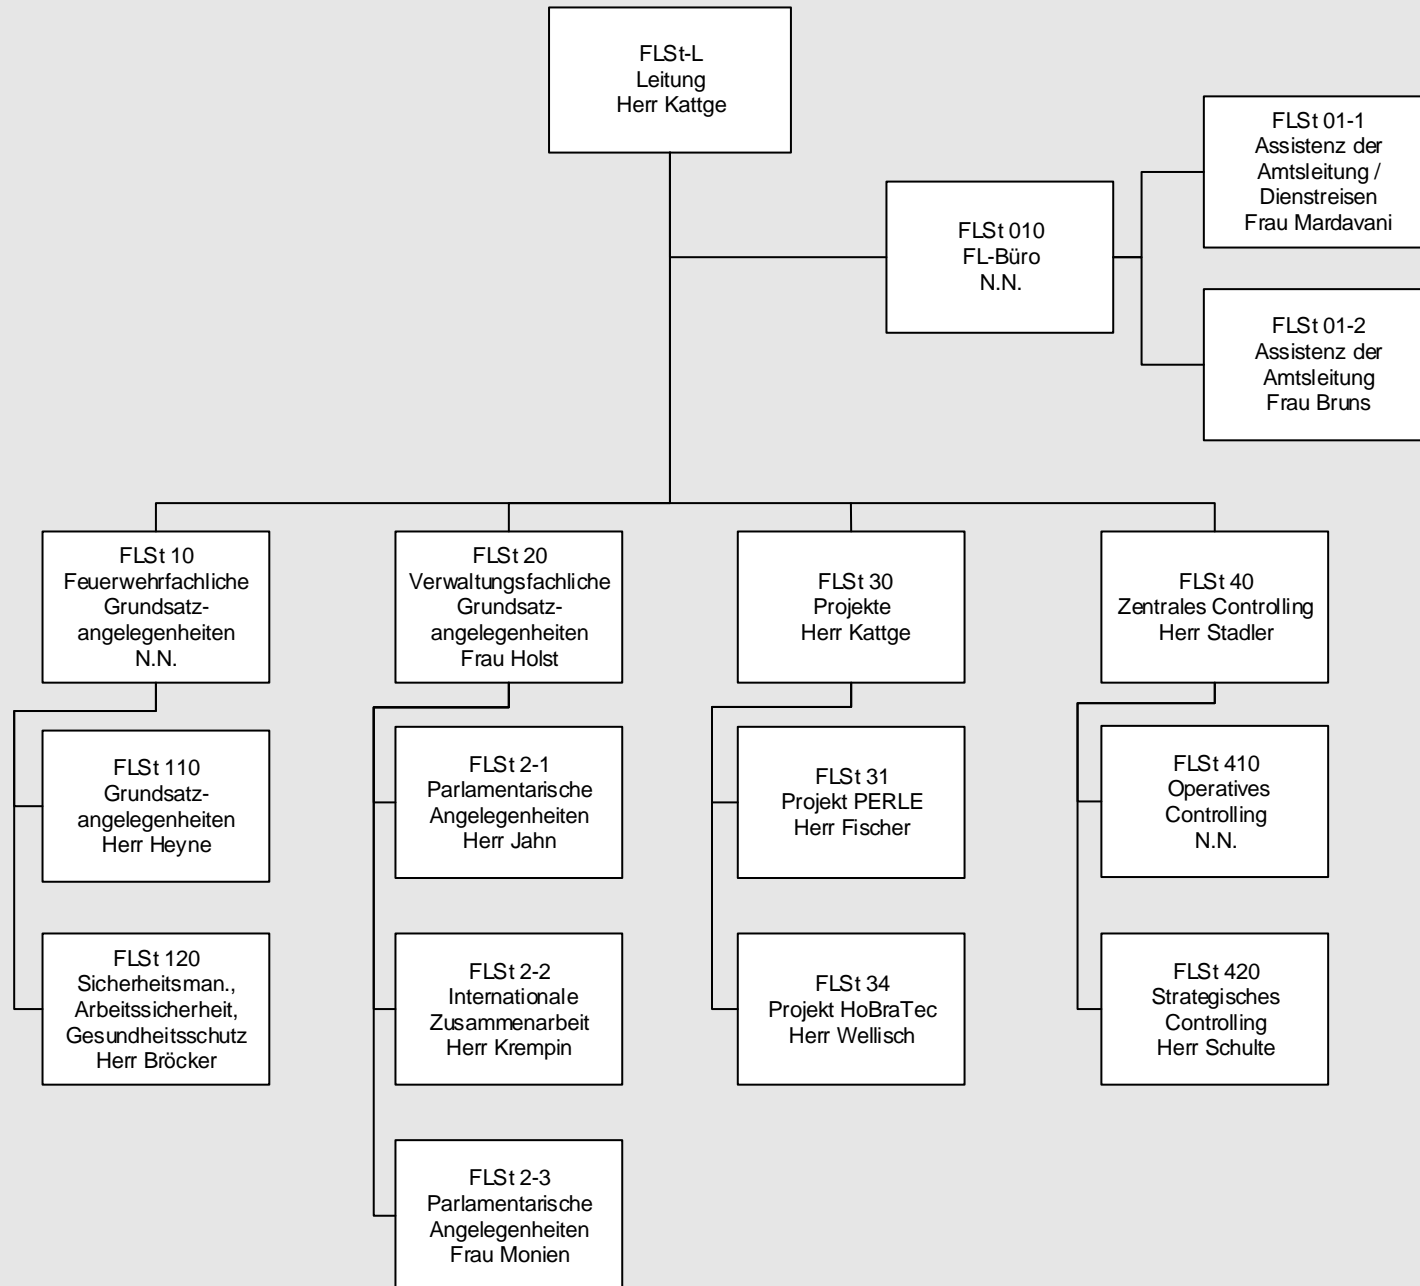 FLSt-L
Leitung
Herr Kattge
FLSt 01-1
Assistenz der
Amtsleitung /
Dienstreisen
Frau Mardavani
FLSt 010
FL-Büro
N.N.
FLSt 01-2
Assistenz der
Amtsleitung
Frau Bruns
FLSt 10
Feuerwehrfachliche
Grundsatz-
angelegenheiten
N.N.
FLSt 20
Verwaltungsfachliche
Grundsatz-
angelegenheiten
Frau Holst
FLSt 30
Projekte
Herr Kattge
FLSt 40
Zentrales Controlling
Herr Stadler
FLSt 110
Grundsatz-
angelegenheiten
Herr Heyne
FLSt 2-1
Parlamentarische
Angelegenheiten
Herr Jahn
FLSt 31
Projekt PERLE
Herr Fischer
FLSt 410
Operatives
Controlling
N.N.
FLSt 120
Sicherheitsman.,
Arbeitssicherheit,
Gesundheitsschutz
Herr Bröcker
FLSt 2-2
Internationale
Zusammenarbeit
Herr Krempin
FLSt 34
Projekt HoBraTec
Herr Wellisch
FLSt 420
Strategisches
Controlling
Herr Schulte
FLSt 2-3
Parlamentarische
Angelegenheiten
Frau Monien